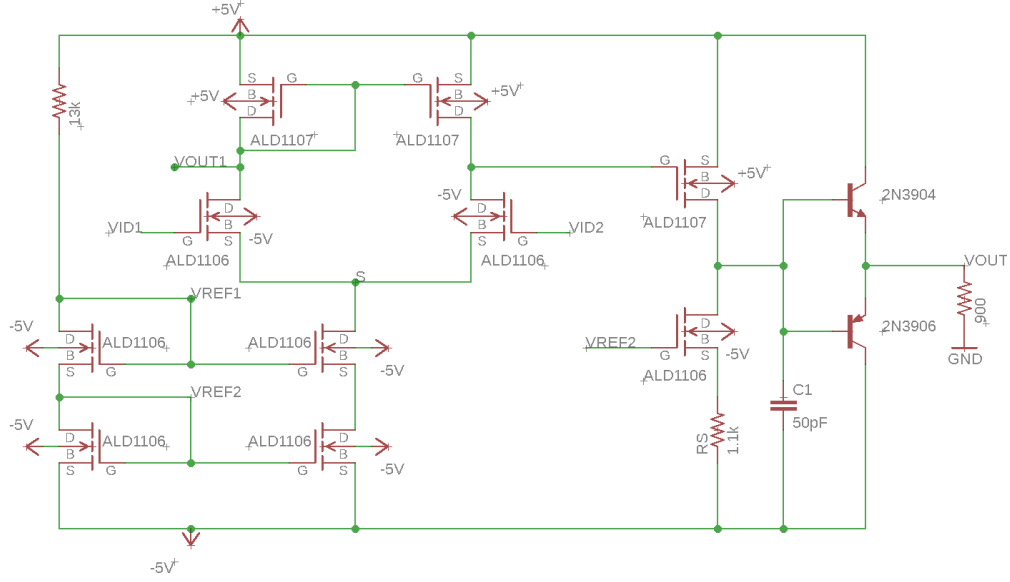 +5V
S
G
G
S
+5V
B
B
+5V
D
D
13k
ALD1107
ALD1107
VOUT1
G
S
B
+5V
D
-5V
2N3904
D
D
ALD1107
B
B
VID1
VID2
G
S
-5V
S
G
ALD1106
ALD1106
VOUT
S
VREF1
900
-5V
D
ALD1106
ALD1106
D
D
2N3906
B
B
VREF2
B
-5V
S
G
G
S
G
S
GND
-5V
ALD1106
VREF2
C1
-5V
D
ALD1106
ALD1106
D
50pF
B
B
RS
1.1k
S
G
G
S
-5V
-5V